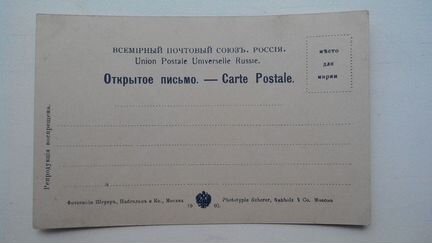 ВСЕМІРНЫЙ ПОЧТОВЫЙ СОЮЗЪ. РОССІЯ.
Union Postale Universelle Russie.
Открытое письмо. — Carte Postale.
мѣсто
для
марки
Репродукція воспрещена.
Фототипія Шереръ, Набгольцъ и Ко., Москва
Phototypie Scherer, Nabholz & Co. Moscou